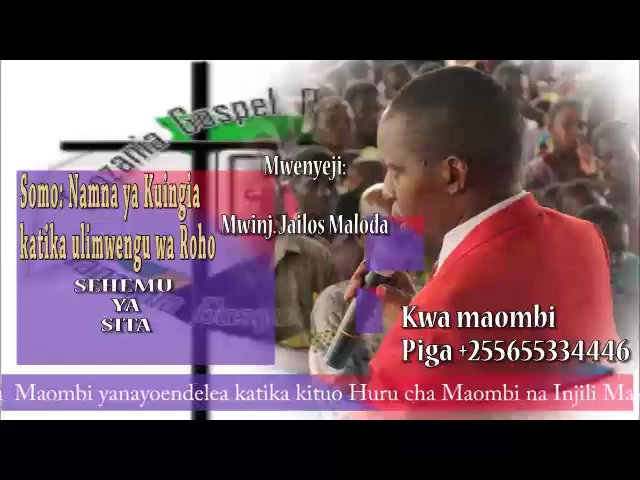 Gospel
Mwenyeji:
Somo: Namna ya Kuingia
katika ulimwengu wa Roho
Mwinj. Jailos Maloda
SEHEMU
YA
SITA
Kwa maombi
Piga +255655334446
Maombi yanayoendelea katika kituo Huru cha Maombi na Injili